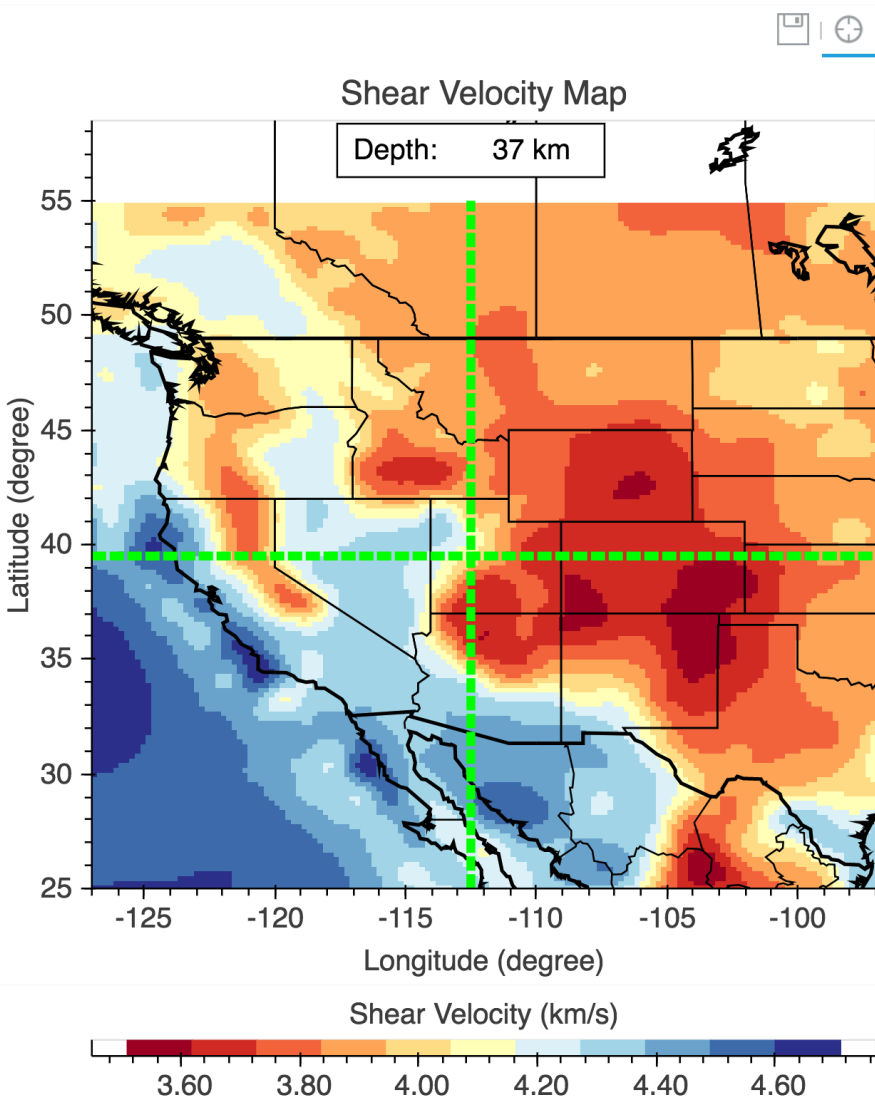 Shear Velocity Map
Depth: 37 km
55
50
45
40
35
30
25
Latitude (degree)
-125 -120 -115 -110 -105 -100
Longitude (degree)
Shear Velocity (km/s)
3.60 3.80 4.00 4.20 4.40 4.60